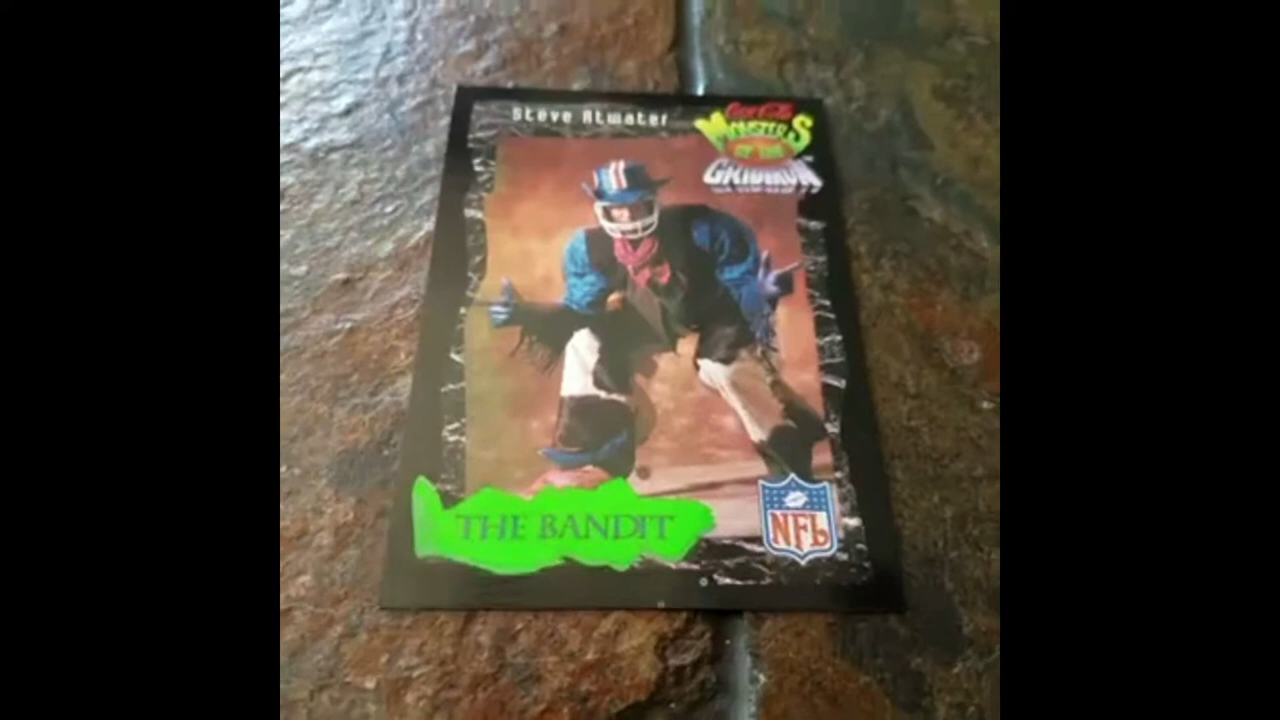 Steve Atwater
Coca-Cola
MONSTERS
OF THE
GRIDIRON
THE BANDIT
NFL